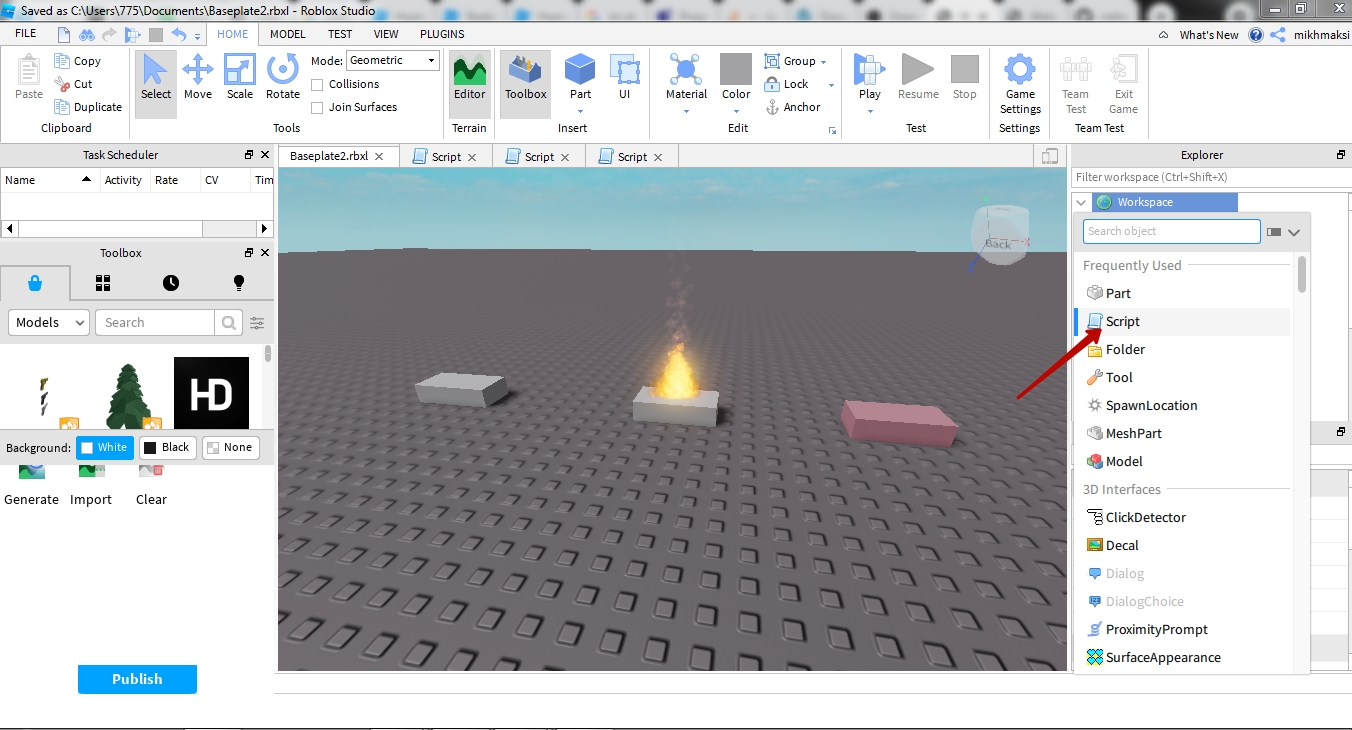 Saved as C:\Users\775\Documents\Baseplate2.rbxl - Roblox Studio
FILE HOME MODEL TEST VIEW PLUGINS What's New mikhmaksi
Paste Copy Cut Duplicate
Clipboard
Select Move Scale Rotate
Mode: Geometric
Collisions
Join Surfaces
Tools
Editor
Terrain
Toolbox Part UI
Insert
Material Color
Group
Lock
Anchor
Edit
Play Resume Stop
Test
Game Settings
Settings
Team Test
Exit Game
Team Test
Task Scheduler
Name Activity Rate CV Tim
Toolbox
Models Search
HD
Background: White Black None
Generate Import Clear
Publish
Baseplate2.rbxl Script Script Script
Back
X
Explorer
Filter workspace (Ctrl+Shift+X)
Workspace
Search object
Frequently Used
Part
Script
Folder
Tool
SpawnLocation
MeshPart
Model
3D Interfaces
ClickDetector
Decal
Dialog
DialogChoice
ProximityPrompt
SurfaceAppearance